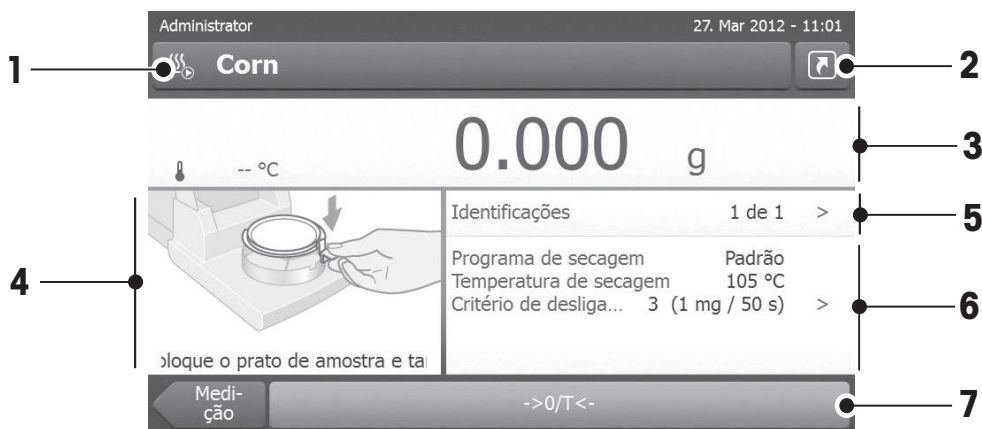 Administrator 27. Mar 2012 - 11:01
1 Corn 2
0.000 g 3
-- °C
4
Identificações 1 de 1 > 5
Programa de secagem Padrão
Temperatura de secagem 105 °C
Critério de desliga... 3 (1 mg / 50 s) > 6
o prato de amostra e
Medi-
ção
->0/T<- 7